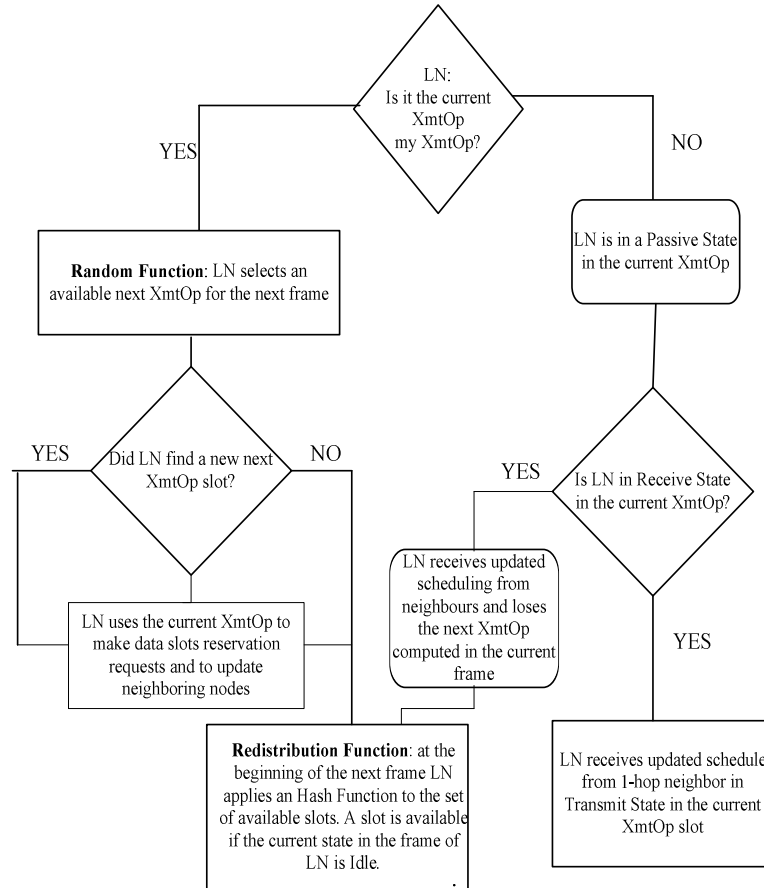 LN:
Is it the current
XmtOp
my XmtOp?
YES
NO
Random Function: LN selects an
available next XmtOp for the next frame
LN is in a Passive State
in the current XmtOp
YES
Did LN find a new next
XmtOp slot?
NO
YES
Is LN in Receive State
in the current XmtOp?
LN uses the current XmtOp to
make data slots reservation
requests and to update
neighboring nodes
LN receives updated
scheduling from
neighbours and loses
the next XmtOp
computed in the current
frame
YES
Redistribution Function: at the
beginning of the next frame LN
applies an Hash Function to the set
of available slots. A slot is available
if the current state in the frame of
LN is Idle.
.
LN receives updated schedule
from 1-hop neighbor in
Transmit State in the current
XmtOp slot